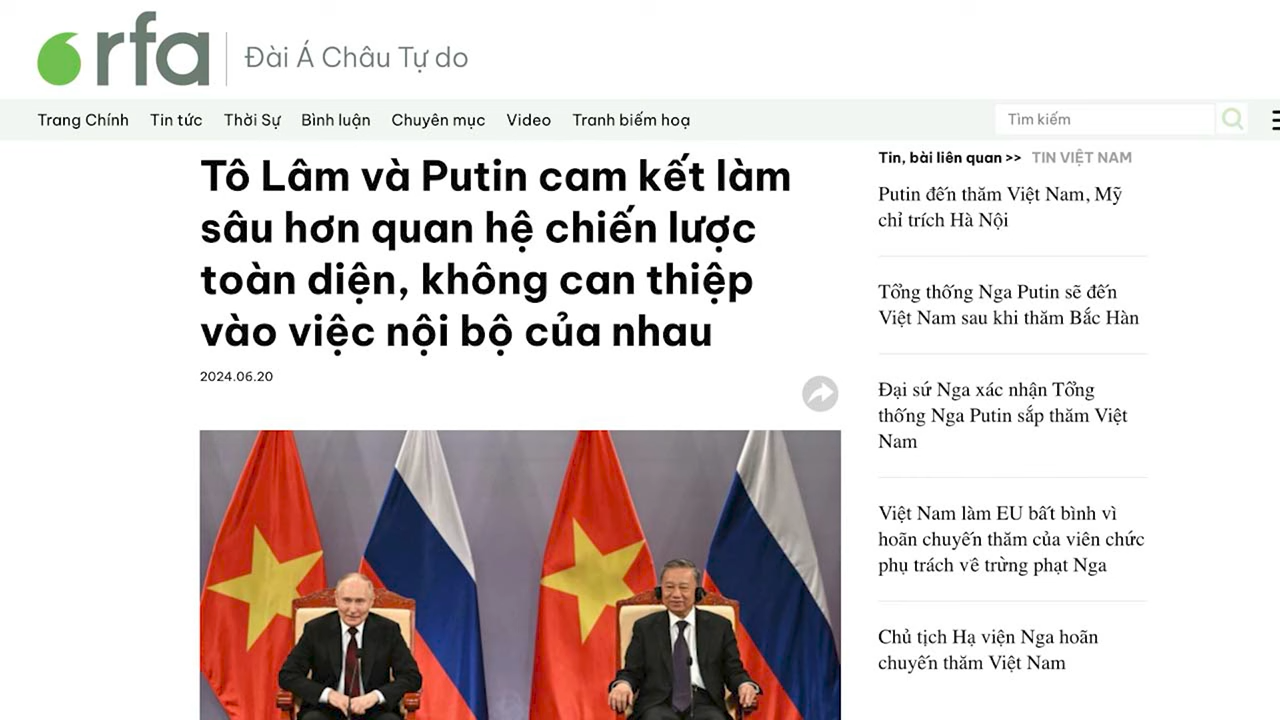 rfa
Đài Á Châu Tự do
Trang Chính Tin tức Thời Sự Bình luận Chuyên mục Video Tranh biếm hoạ
Tìm kiếm
Tô Lâm và Putin cam kết làm
sâu hơn quan hệ chiến lược
toàn diện, không can thiệp
vào việc nội bộ của nhau
2024.06.20
Tin, bài liên quan >> TIN VIỆT NAM
Putin đến thăm Việt Nam, Mỹ
chỉ trích Hà Nội
Tổng thống Nga Putin sẽ đến
Việt Nam sau khi thăm Bắc Hàn
Đại sứ Nga xác nhận Tổng
thống Nga Putin sắp thăm Việt
Nam
Việt Nam làm EU bất bình vì
hoãn chuyến thăm của viên chức
phụ trách về trừng phạt Nga
Chủ tịch Hạ viện Nga hoãn
chuyến thăm Việt Nam